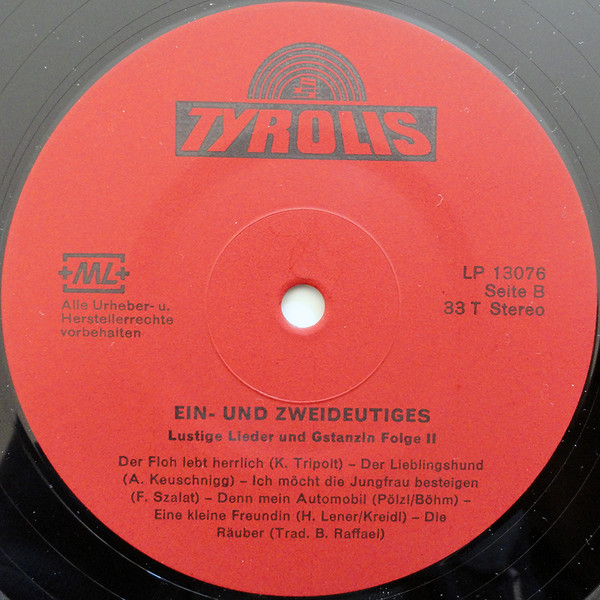 TYROLIS
+ML+
LP 13076
Seite B
33 T Stereo
Alle Urheber- u.
Herstellerrechte
vorbehalten
EIN- UND ZWEIDEUTIGES
Lustige Lieder und Gstanzln Folge II
Der Floh lebt herrlich (K. Tripolt) – Der Lieblingshund
(A. Keuschnigg) – Ich möcht die Jungfrau besteigen
(F. Szalat) – Denn mein Automobil (Pölzl/Böhm) –
Eine kleine Freundin (H. Lener/Kreidl) – Die
Räuber (Trad. B. Raffael)